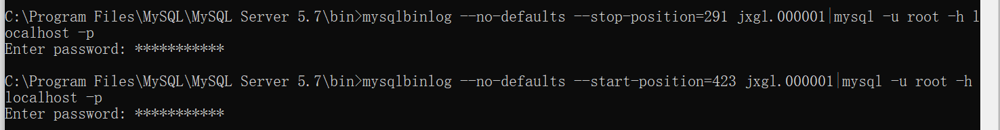 C:\Program Files\MySQL\MySQL Server 5.7\bin>mysqlbinlog --no-defaults --stop-position=291 jxgl.000001|mysql -u root -h l
ocalhost -p
Enter password: ***********
C:\Program Files\MySQL\MySQL Server 5.7\bin>mysqlbinlog --no-defaults --start-position=423 jxgl.000001|mysql -u root -h
localhost -p
Enter password: ***********